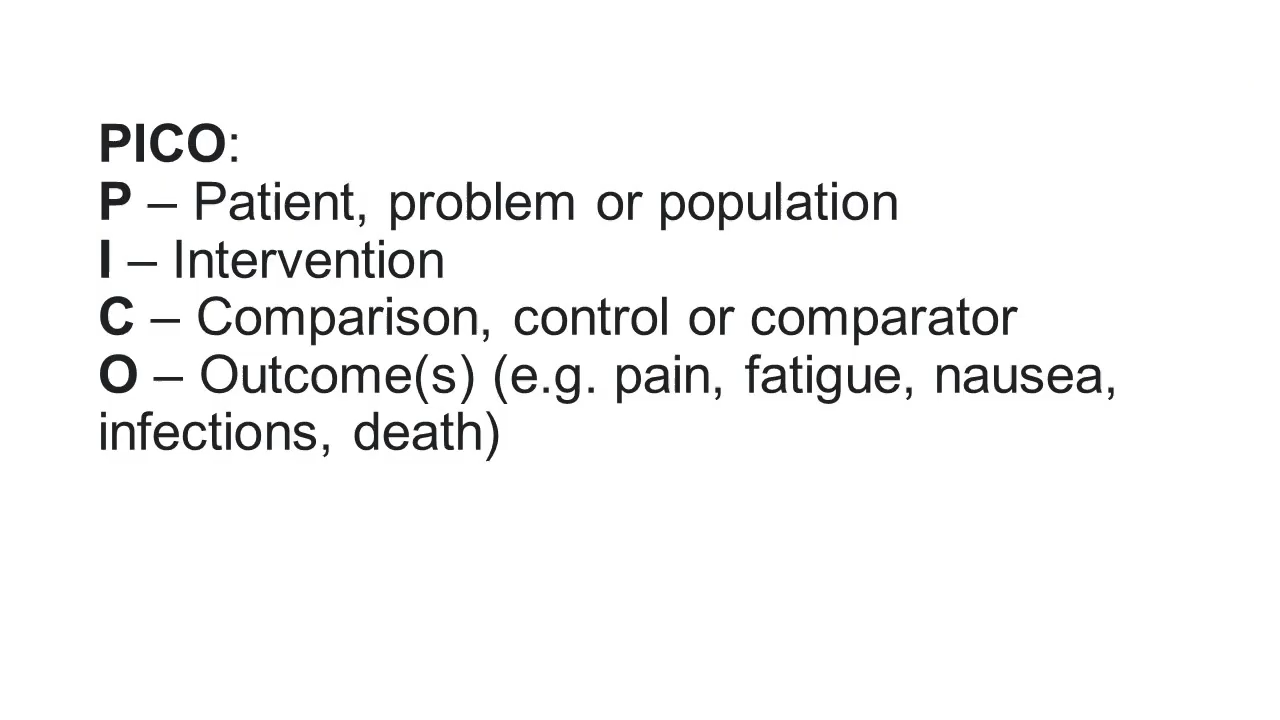 PICO:
P – Patient, problem or population
I – Intervention
C – Comparison, control or comparator
O – Outcome(s) (e.g. pain, fatigue, nausea,
infections, death)